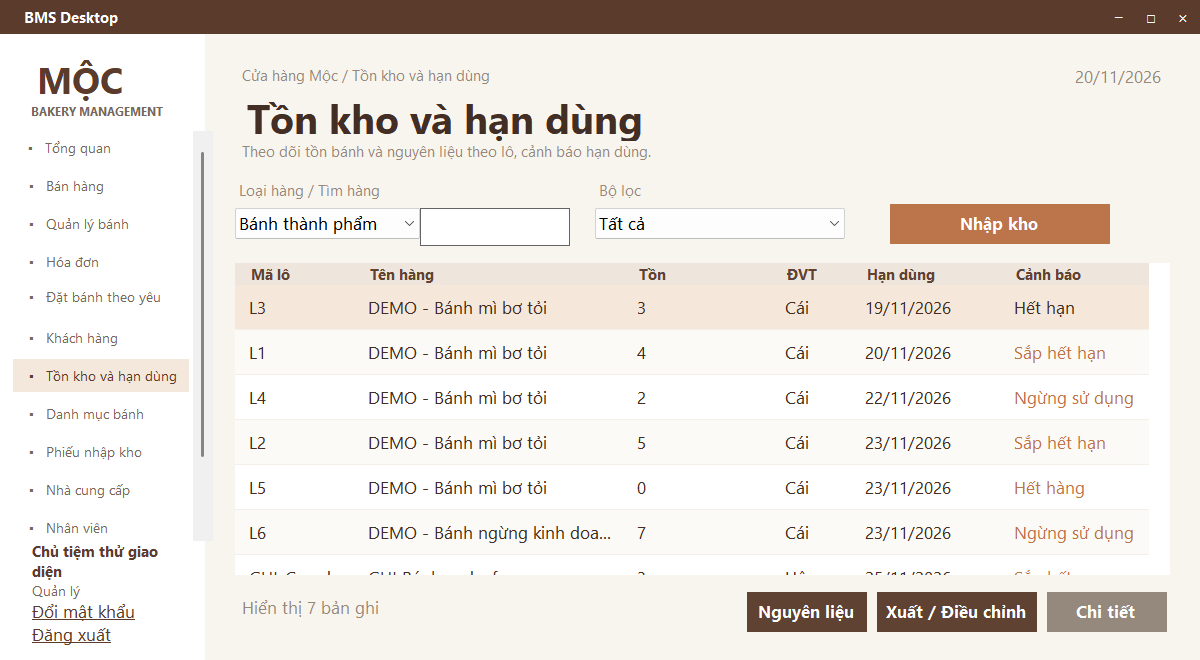 BMS Desktop
MỘC
BAKERY MANAGEMENT
Tổng quan
Bán hàng
Quản lý bánh
Hóa đơn
Đặt bánh theo yêu
Khách hàng
Tồn kho và hạn dùng
Danh mục bánh
Phiếu nhập kho
Nhà cung cấp
Nhân viên
Chủ tiệm thử giao
diện
Quản lý
Đổi mật khẩu
Đăng xuất
Cửa hàng Mộc / Tồn kho và hạn dùng
20/11/2026
Tồn kho và hạn dùng
Theo dõi tồn bánh và nguyên liệu theo lô, cảnh báo hạn dùng.
Loại hàng / Tìm hàng
Bộ lọc
Bánh thành phẩm
Tất cả
Nhập kho
Mã lô Tên hàng Tồn ĐVT Hạn dùng Cảnh báo
L3 DEMO - Bánh mì bơ tỏi 3 Cái 19/11/2026 Hết hạn
L1 DEMO - Bánh mì bơ tỏi 4 Cái 20/11/2026 Sắp hết hạn
L4 DEMO - Bánh mì bơ tỏi 2 Cái 22/11/2026 Ngừng sử dụng
L2 DEMO - Bánh mì bơ tỏi 5 Cái 23/11/2026 Sắp hết hạn
L5 DEMO - Bánh mì bơ tỏi 0 Cái 23/11/2026 Hết hàng
L6 DEMO - Bánh ngừng kinh doa... 7 Cái 23/11/2026 Ngừng sử dụng
Hiển thị 7 bản ghi
Nguyên liệu
Xuất / Điều chỉnh
Chi tiết